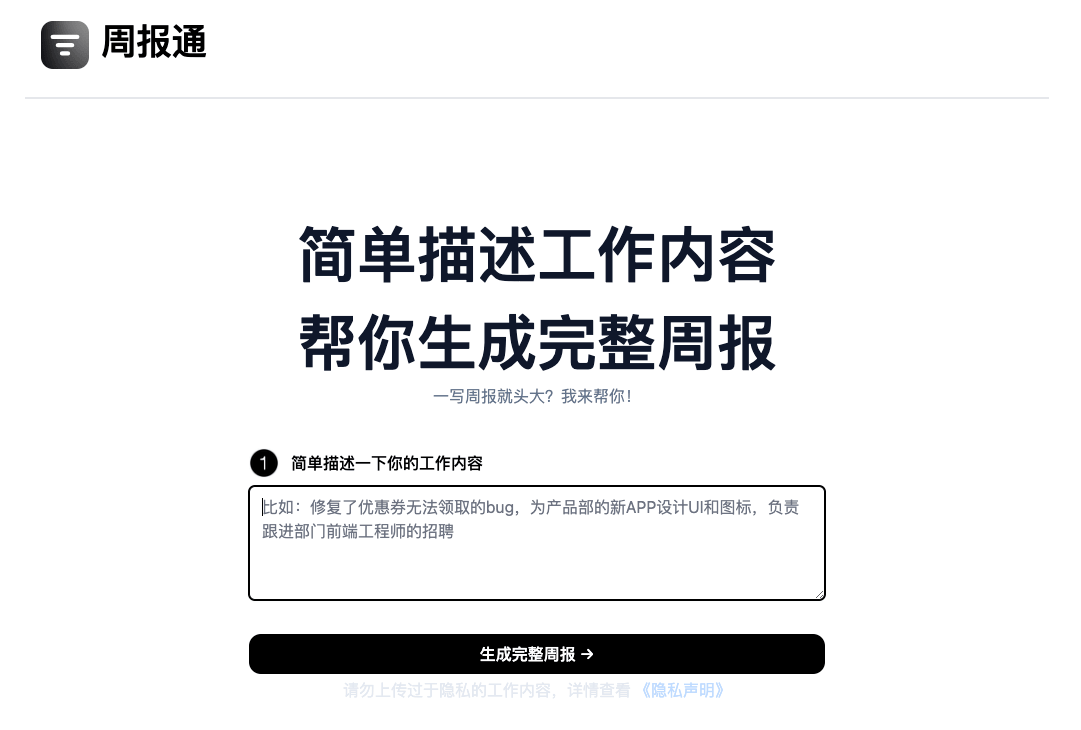 周报通
简单描述工作内容
帮你生成完整周报
一写周报就头大？我来帮你！
1 简单描述一下你的工作内容
比如：修复了优惠券无法领取的bug，为产品部的新APP设计UI和图标，负责
跟进部门前端工程师的招聘
生成完整周报 →
请勿上传过于隐私的工作内容，详情查看 《隐私声明》